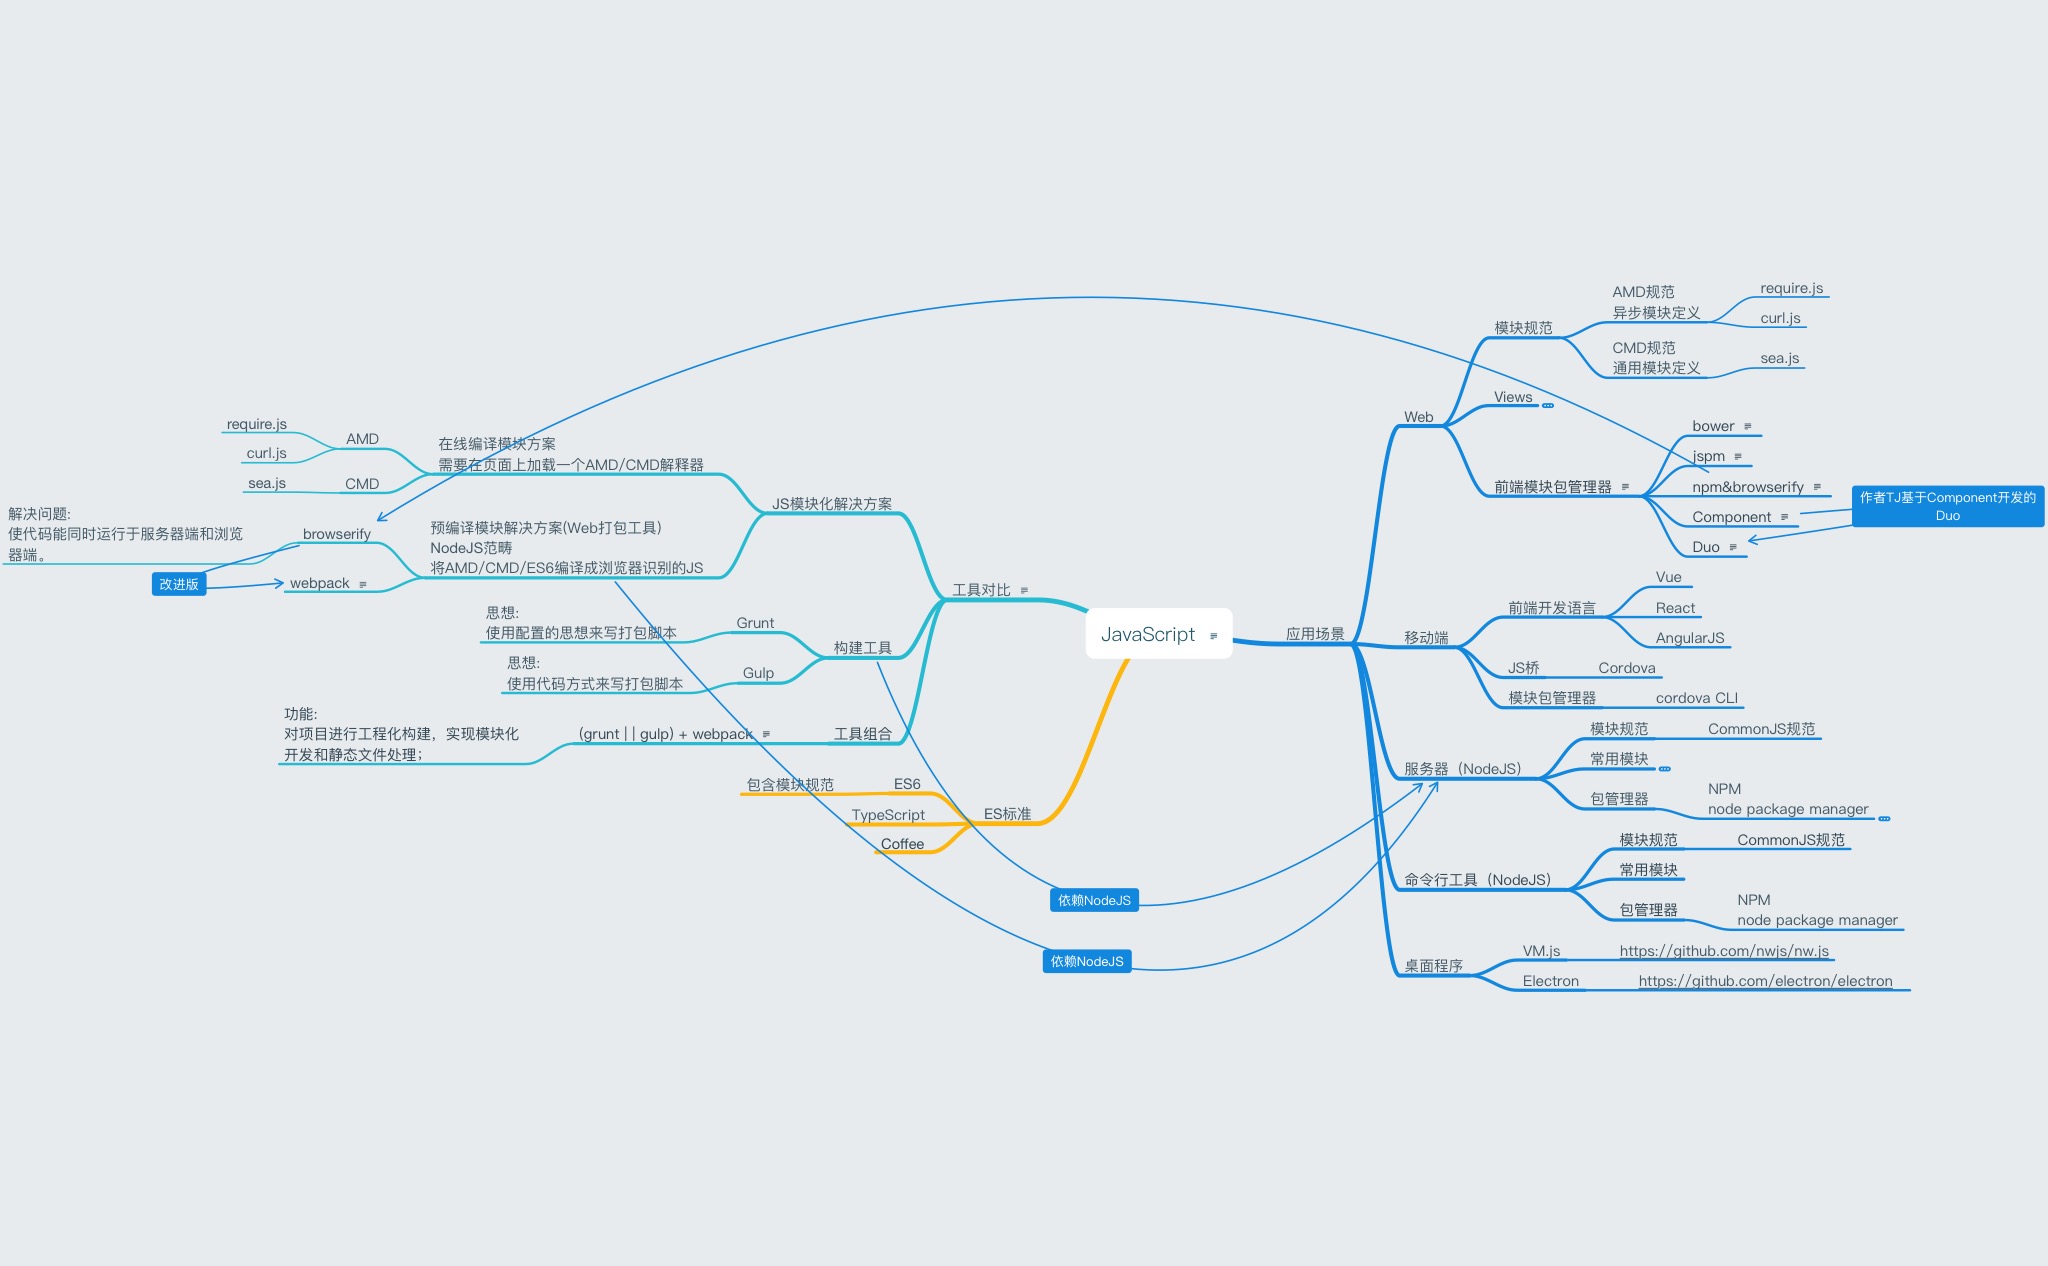 JavaScript
应用场景
Web
模块规范
AMD规范
异步模块定义
require.js
curl.js
CMD规范
通用模块定义
sea.js
Views
前端模块包管理器
bower
jspm
npm&browserify
Component
Duo
作者TJ基于Component开发的
Duo
移动端
前端开发语言
Vue
React
AngularJS
JS桥
Cordova
模块包管理器
cordova CLI
服务器（NodeJS）
模块规范
CommonJS规范
常用模块
包管理器
NPM
node package manager
命令行工具（NodeJS）
模块规范
CommonJS规范
常用模块
包管理器
NPM
node package manager
桌面程序
VM.js
https://github.com/nwjs/nw.js
Electron
https://github.com/electron/electron
工具对比
JS模块化解决方案
在线编译模块方案
需要在页面上加载一个AMD/CMD解释器
AMD
require.js
curl.js
CMD
sea.js
预编译模块解决方案(Web打包工具)
NodeJS范畴
将AMD/CMD/ES6编译成浏览器识别的JS
browserify
解决问题:
使代码能同时运行于服务器端和浏览
器端。
webpack
改进版
构建工具
Grunt
思想:
使用配置的思想来写打包脚本
Gulp
思想:
使用代码方式来写打包脚本
工具组合
(grunt || gulp) + webpack
功能:
对项目进行工程化构建，实现模块化
开发和静态文件处理；
ES标准
ES6
包含模块规范
TypeScript
Coffee
依赖NodeJS
依赖NodeJS